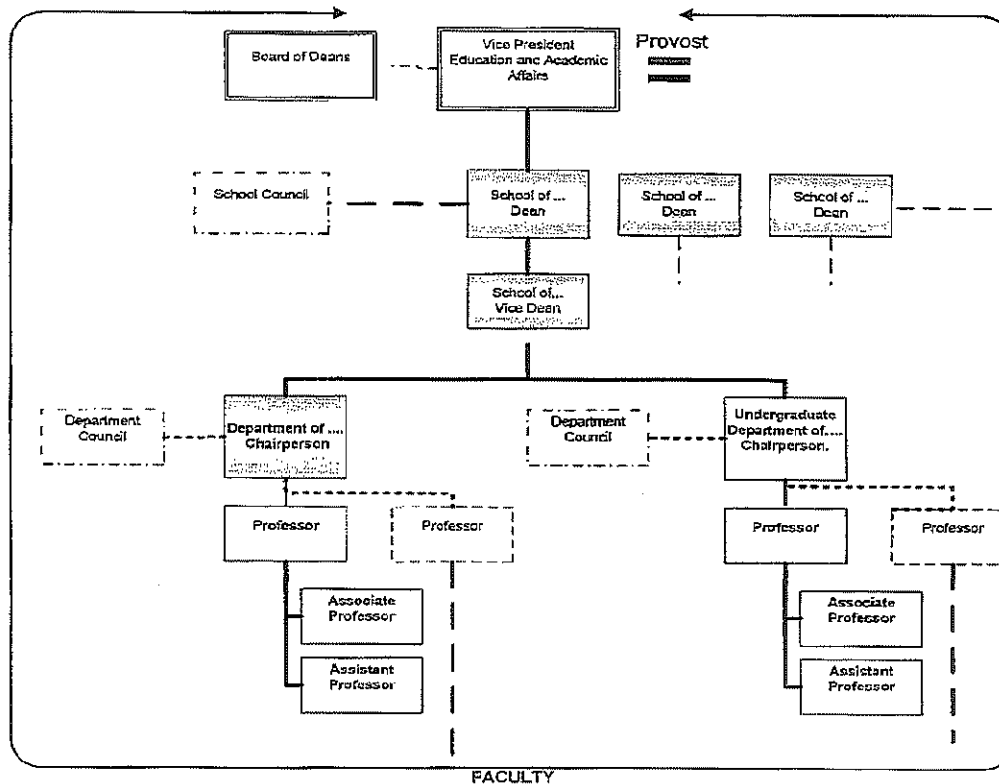 Provost
Board of Deans
Vice President
Education and Academic
Affairs
School Council
School of ...
Dean
School of ...
Dean
School of ...
Dean
School of...
Vice Dean
Department
Council
Department of ....
Chairperson
Department
Council
Undergraduate
Department of.....
Chairperson.
Professor
Professor
Professor
Professor
Associate
Professor
Associate
Professor
Assistant
Professor
Assistant
Professor
FACULTY